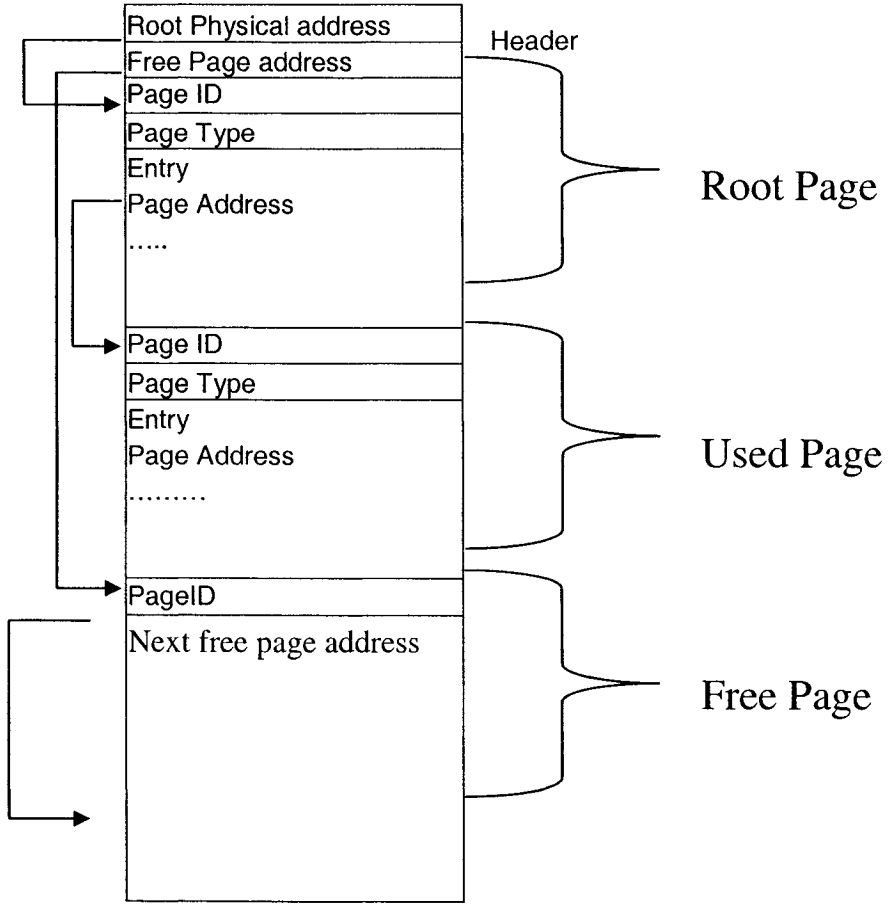 Root Physical address
Header
Free Page address
Page ID
Page Type
Entry
Page Address
.....
Root Page
Page ID
Page Type
Entry
Page Address
.........
Used Page
PageID
Next free page address
Free Page